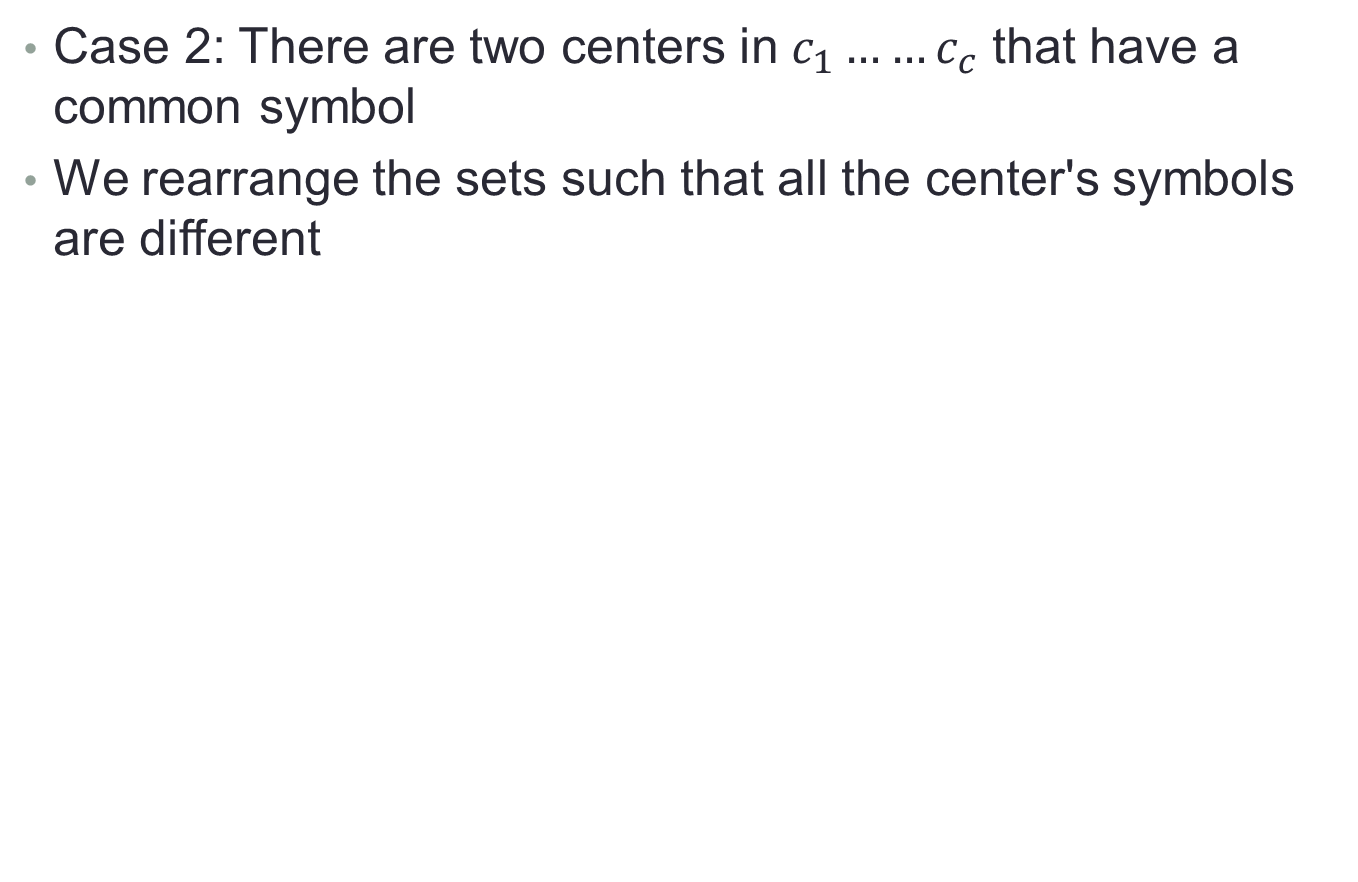 • Case 2: There are two centers in c₁ … … c_c that have a
common symbol
• We rearrange the sets such that all the center's symbols
are different